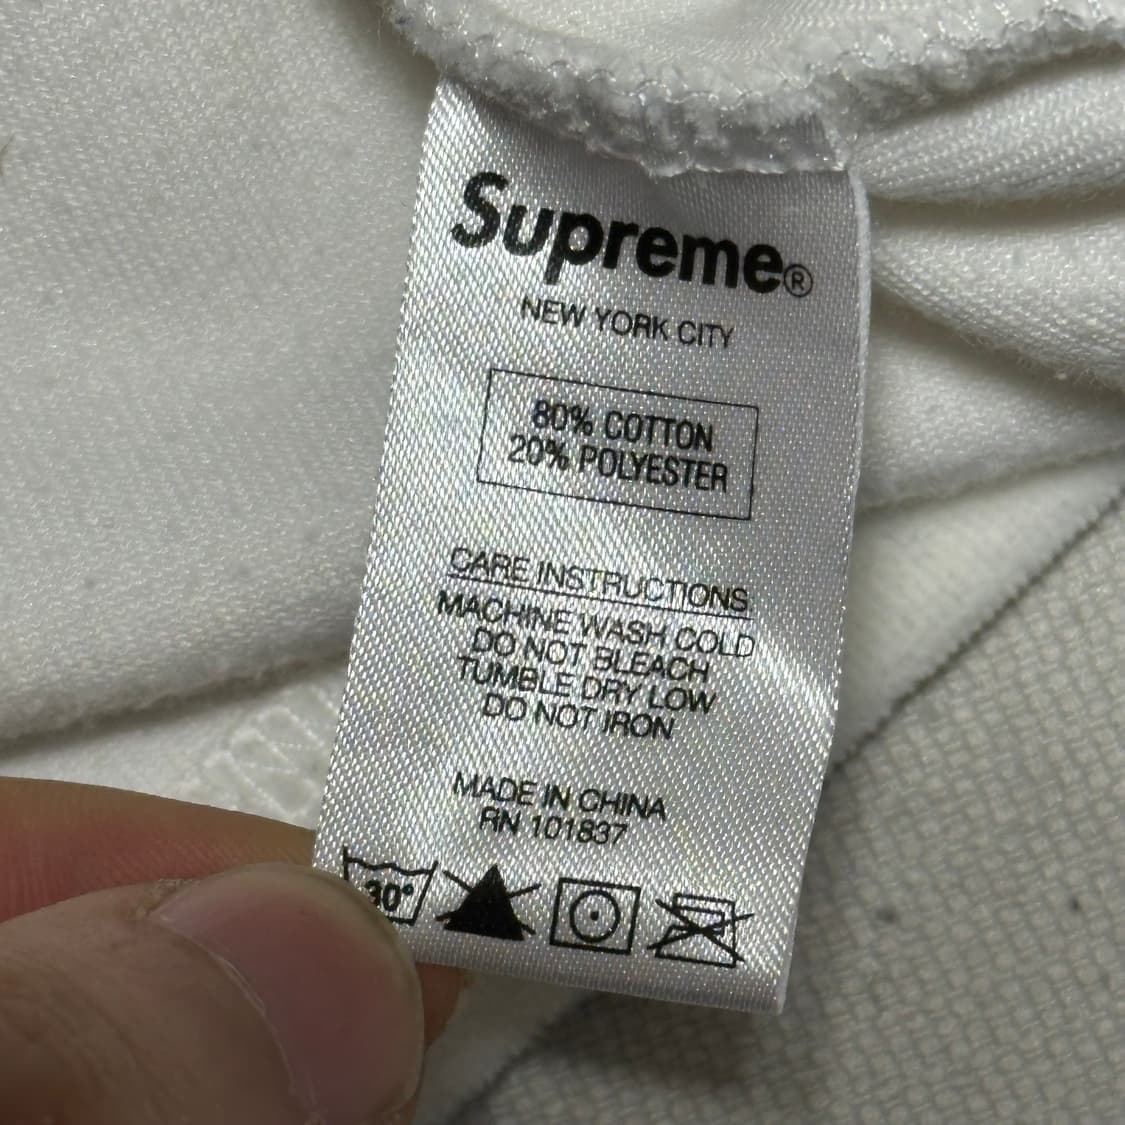 Supreme®
NEW YORK CITY
80% COTTON
20% POLYESTER
CARE INSTRUCTIONS
MACHINE WASH COLD
DO NOT BLEACH
TUMBLE DRY LOW
DO NOT IRON
MADE IN CHINA
RN 101837
30°